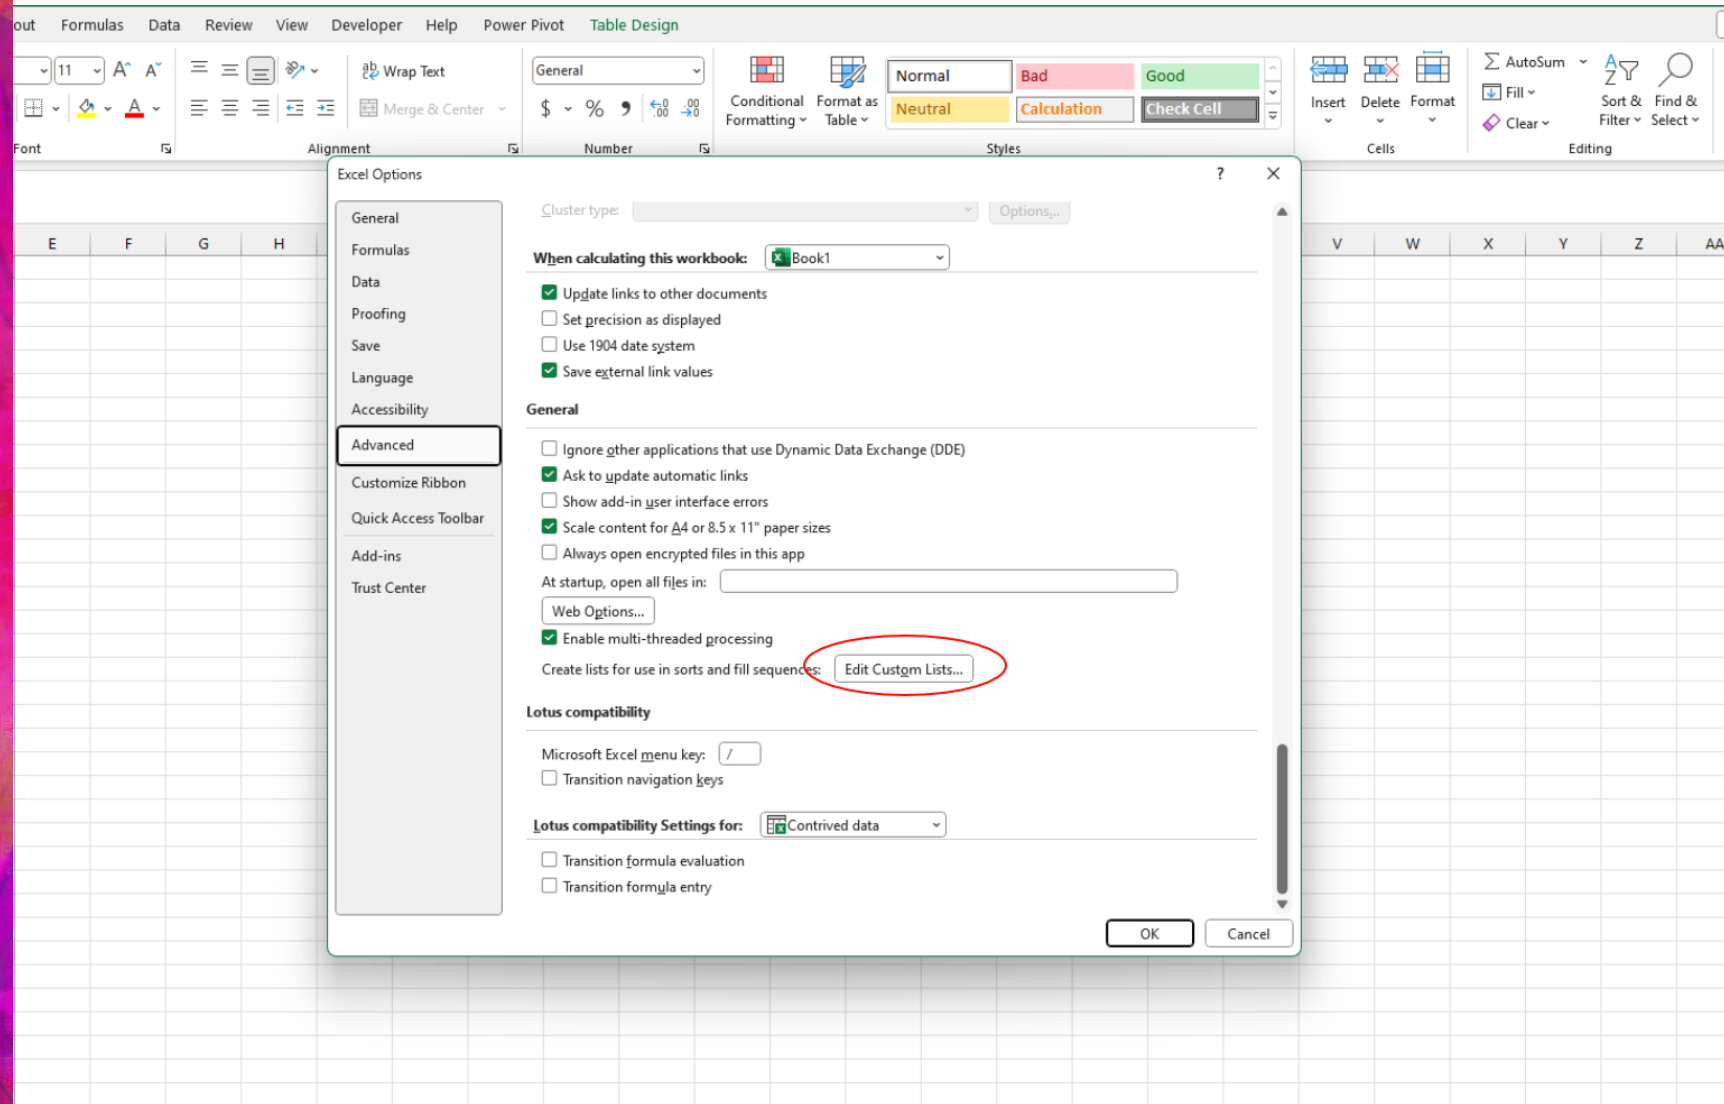 out Formulas Data Review View Developer Help Power Pivot Table Design
11 A^ A˅ ab Wrap Text General Normal Bad Good AutoSum
Merge & Center $ % 9 Conditional Formatting Format as Table Neutral Calculation Check Cell Insert Delete Format Fill Sort & Filter Find & Select
Clear
Font Alignment Number Styles Cells Editing
Excel Options ? ×
E F G H V W X Y Z AA
General
Formulas
Data
Proofing
Save
Language
Accessibility
Advanced
Customize Ribbon
Quick Access Toolbar
Add-ins
Trust Center
Cluster type: Options...
When calculating this workbook: Book1
Update links to other documents
Set precision as displayed
Use 1904 date system
Save external link values
General
Ignore other applications that use Dynamic Data Exchange (DDE)
Ask to update automatic links
Show add-in user interface errors
Scale content for A4 or 8.5 x 11" paper sizes
Always open encrypted files in this app
At startup, open all files in:
Web Options...
Enable multi-threaded processing
Create lists for use in sorts and fill sequences: Edit Custom Lists...
Lotus compatibility
Microsoft Excel menu key: /
Transition navigation keys
Lotus compatibility Settings for: Contrived data
Transition formula evaluation
Transition formula entry
OK Cancel